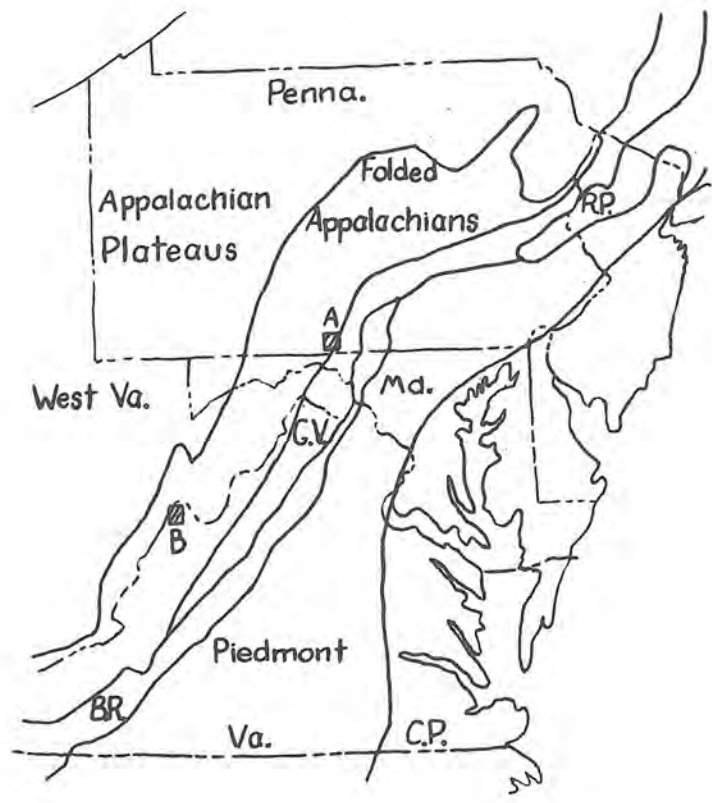 Penna.
Folded
Appalachians
Appalachian
Plateaus
R.P.
A
West Va.
Md.
G.V.
B
Piedmont
B.R.
Va.
C.P.